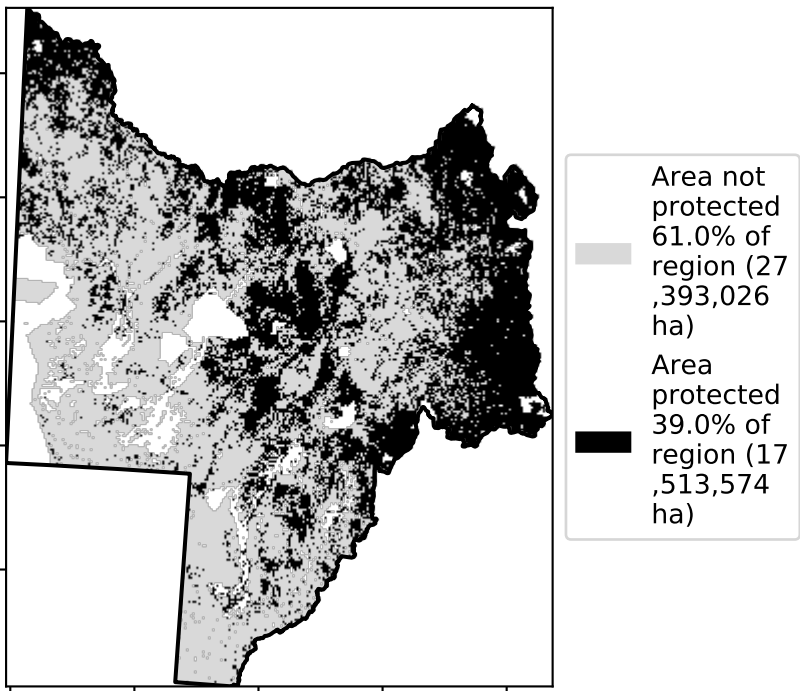 Area not
protected
61.0% of
region (27
,393,026
ha)
Area
protected
39.0% of
region (17
,513,574
ha)